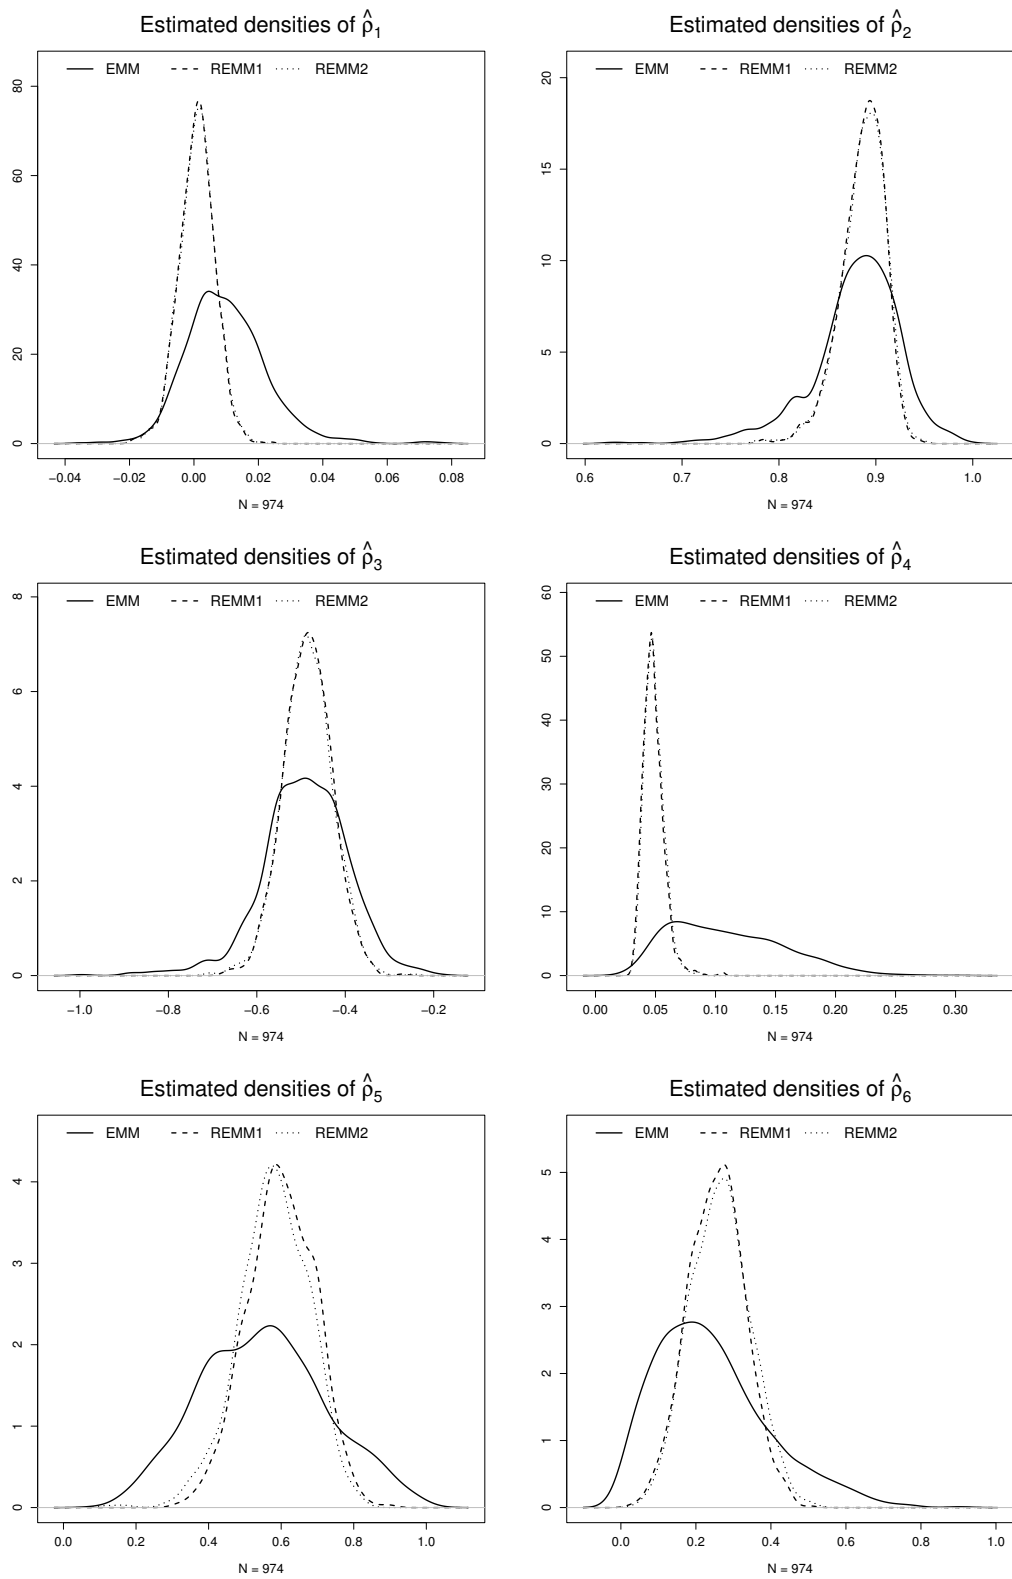 Estimated densities of ρ̂₁
EMM REMM1 REMM2
80
60
40
20
0
−0.04 −0.02 0.00 0.02 0.04 0.06 0.08
N = 974
Estimated densities of ρ̂₂
EMM REMM1 REMM2
20
15
10
5
0
0.6 0.7 0.8 0.9 1.0
N = 974
Estimated densities of ρ̂₃
EMM REMM1 REMM2
8
6
4
2
0
−1.0 −0.8 −0.6 −0.4 −0.2
N = 974
Estimated densities of ρ̂₄
EMM REMM1 REMM2
60
50
40
30
20
10
0
0.00 0.05 0.10 0.15 0.20 0.25 0.30
N = 974
Estimated densities of ρ̂₅
EMM REMM1 REMM2
4
3
2
1
0
0.0 0.2 0.4 0.6 0.8 1.0
N = 974
Estimated densities of ρ̂₆
EMM REMM1 REMM2
5
4
3
2
1
0
0.0 0.2 0.4 0.6 0.8 1.0
N = 974